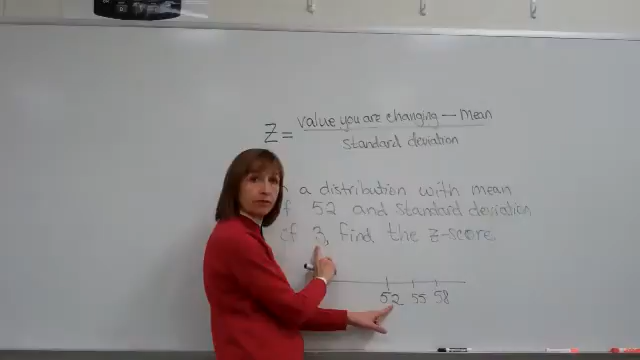 value you are changing — mean
Z =
standard deviation
a distribution with mean
52 and standard deviation
of 3, find the z-score
52 55 58